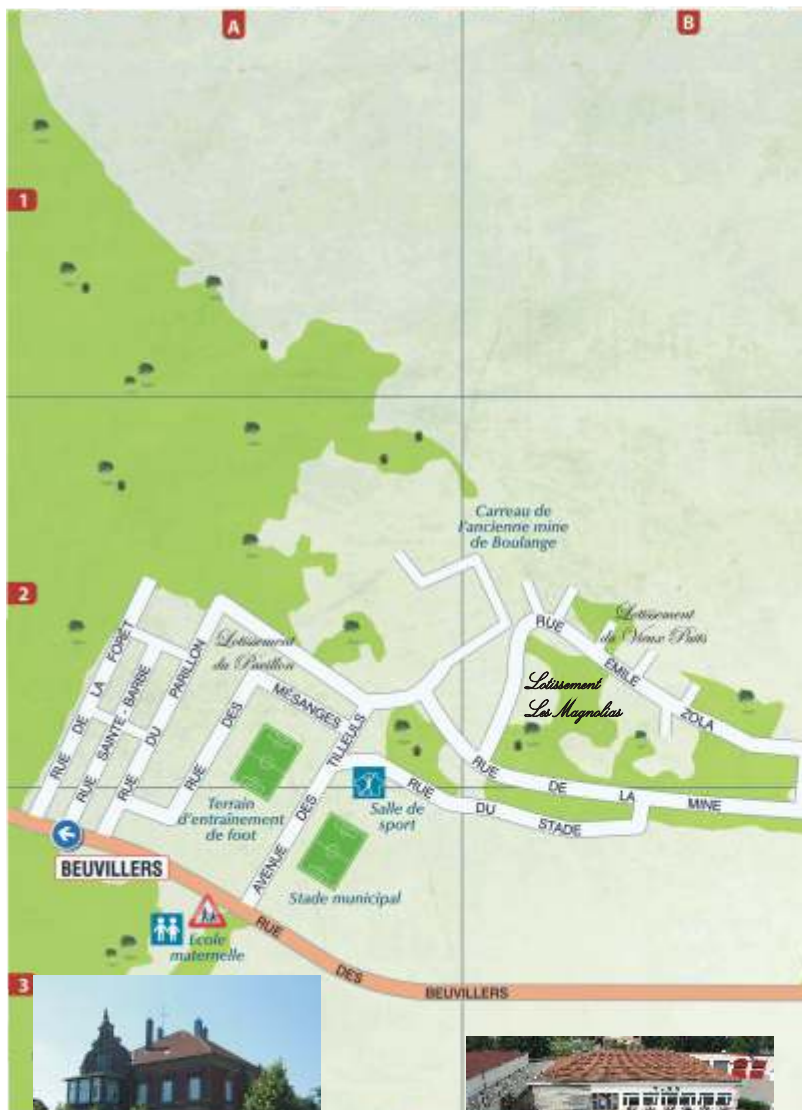 A
B
1
Carreau de
l'ancienne mine
de Boulange
2
RUE DE LA FORET
RUE SAINTE-BARBE
RUE DU PARILLON
Lotissement
du Pavillon
RUE DES MÉSANGES
AVENUE DES TILLEULS
RUE EMILE ZOLA
Lotissement
du Vieux Puits
Lotissement
Les Magnolias
RUE DE LA MINE
RUE DU STADE
Terrain
d'entraînement
de foot
Salle de
sport
Stade municipal
BEUVILLERS
Ecole
maternelle
RUE DES BEUVILLERS
3